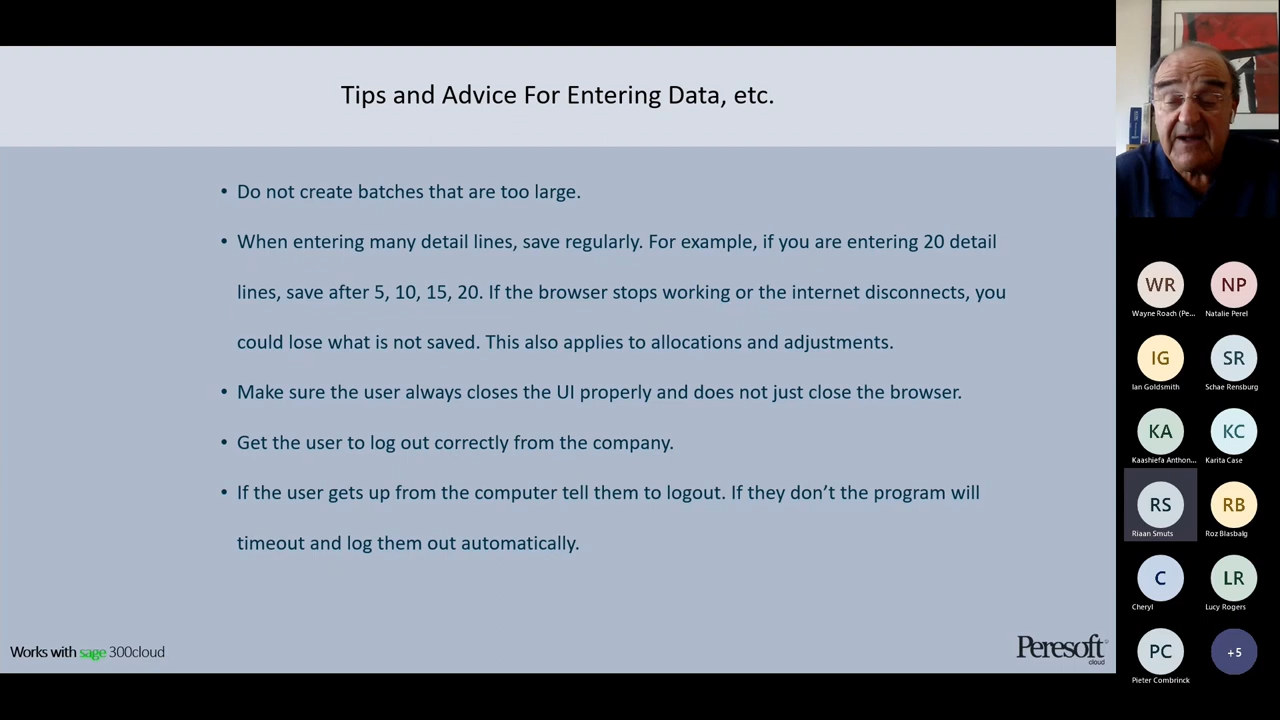 Tips and Advice For Entering Data, etc.
• Do not create batches that are too large.
• When entering many detail lines, save regularly. For example, if you are entering 20 detail
lines, save after 5, 10, 15, 20. If the browser stops working or the internet disconnects, you
could lose what is not saved. This also applies to allocations and adjustments.
• Make sure the user always closes the UI properly and does not just close the browser.
• Get the user to log out correctly from the company.
• If the user gets up from the computer tell them to logout. If they don’t the program will
timeout and log them out automatically.
Works with sage 300cloud
Peresoft
cloud
WR NP
Wayne Roach (Pe... Natalie Perel
IG SR
Ian Goldsmith Schae Rensburg
KA KC
Kaashiefa Anthon... Karita Case
RS RB
Riaan Smuts Roz Blasbalg
C LR
Cheryl Lucy Rogers
PC +5
Pieter Combrinck